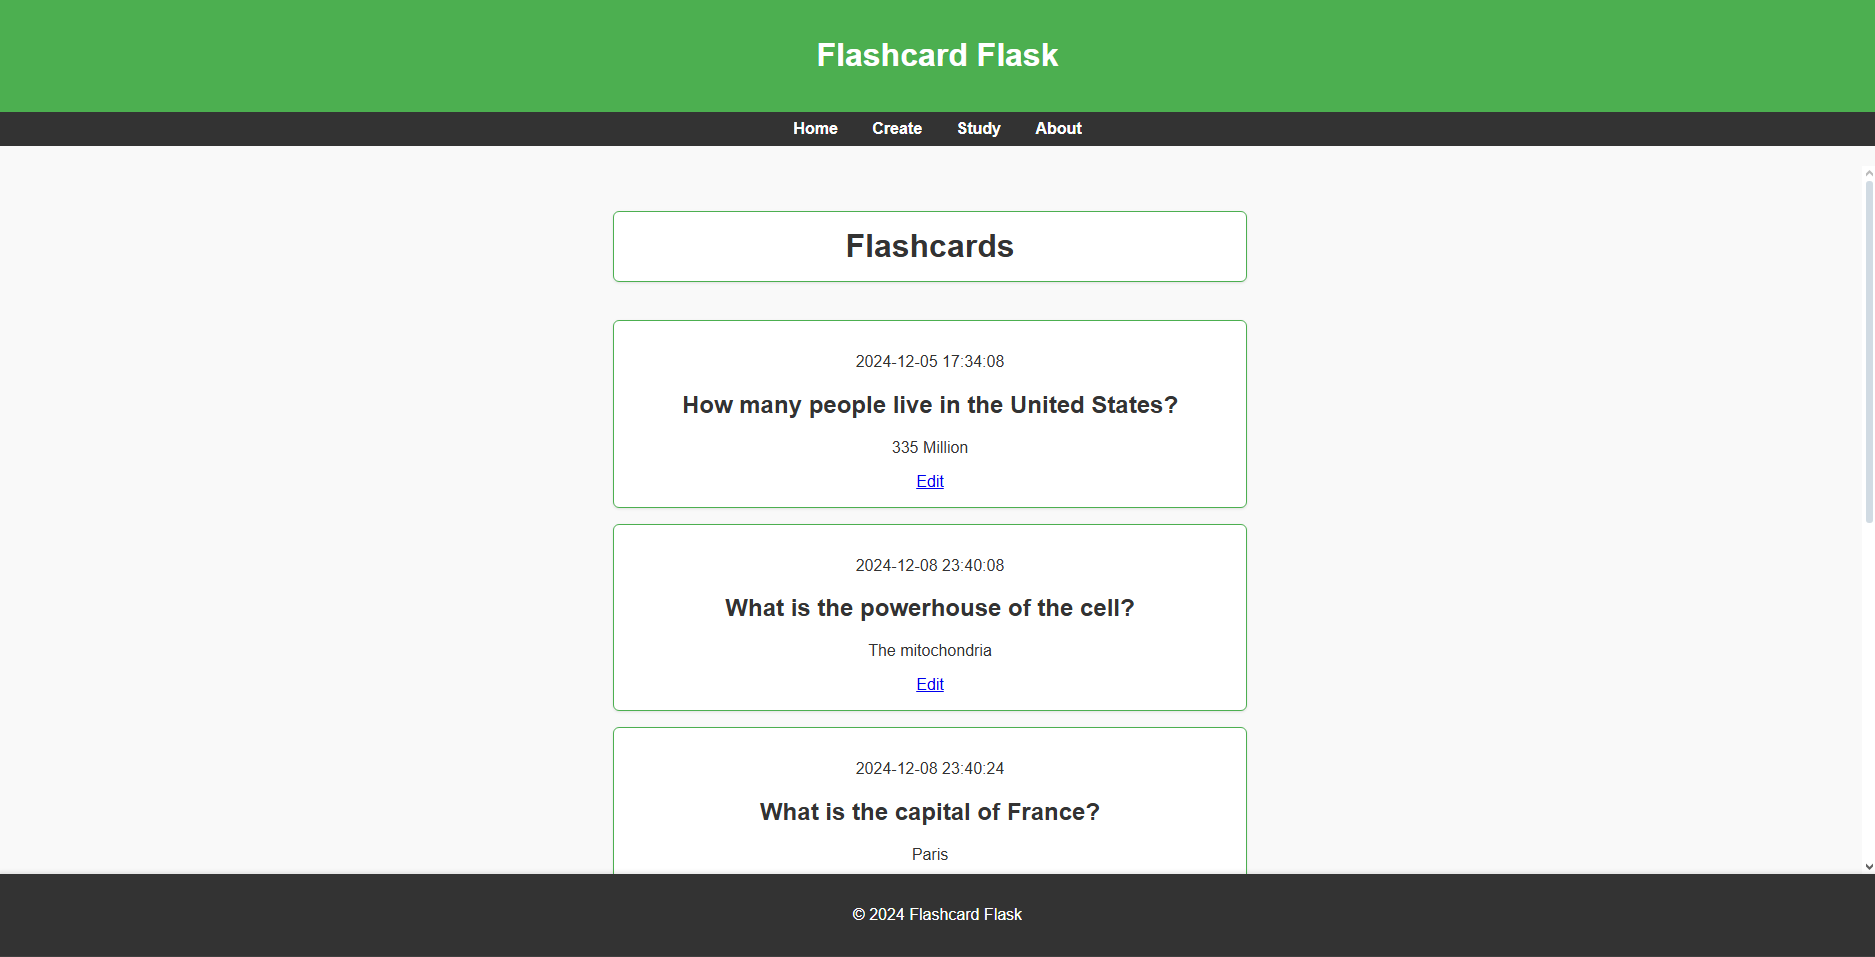 Flashcard Flask
Home Create Study About
Flashcards
2024-12-05 17:34:08
How many people live in the United States?
335 Million
Edit
2024-12-08 23:40:08
What is the powerhouse of the cell?
The mitochondria
Edit
2024-12-08 23:40:24
What is the capital of France?
Paris
© 2024 Flashcard Flask